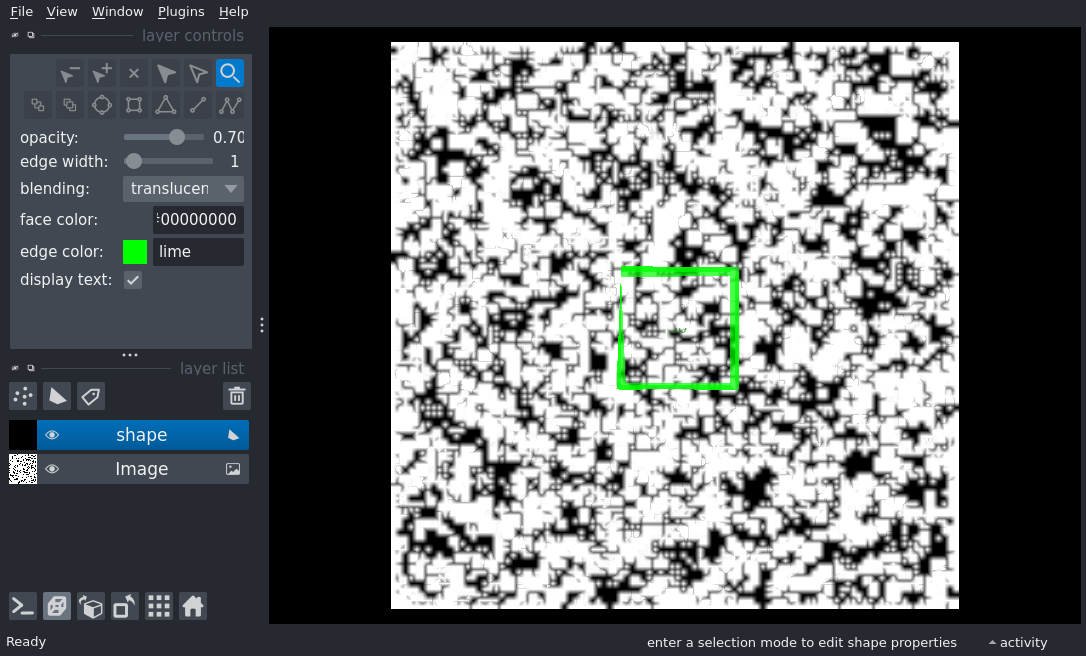 File View Window Plugins Help
layer controls
opacity: 0.70
edge width: 1
blending: translucen
face color: 00000000
edge color: lime
display text:
layer list
shape
Image
Ready
enter a selection mode to edit shape properties
activity